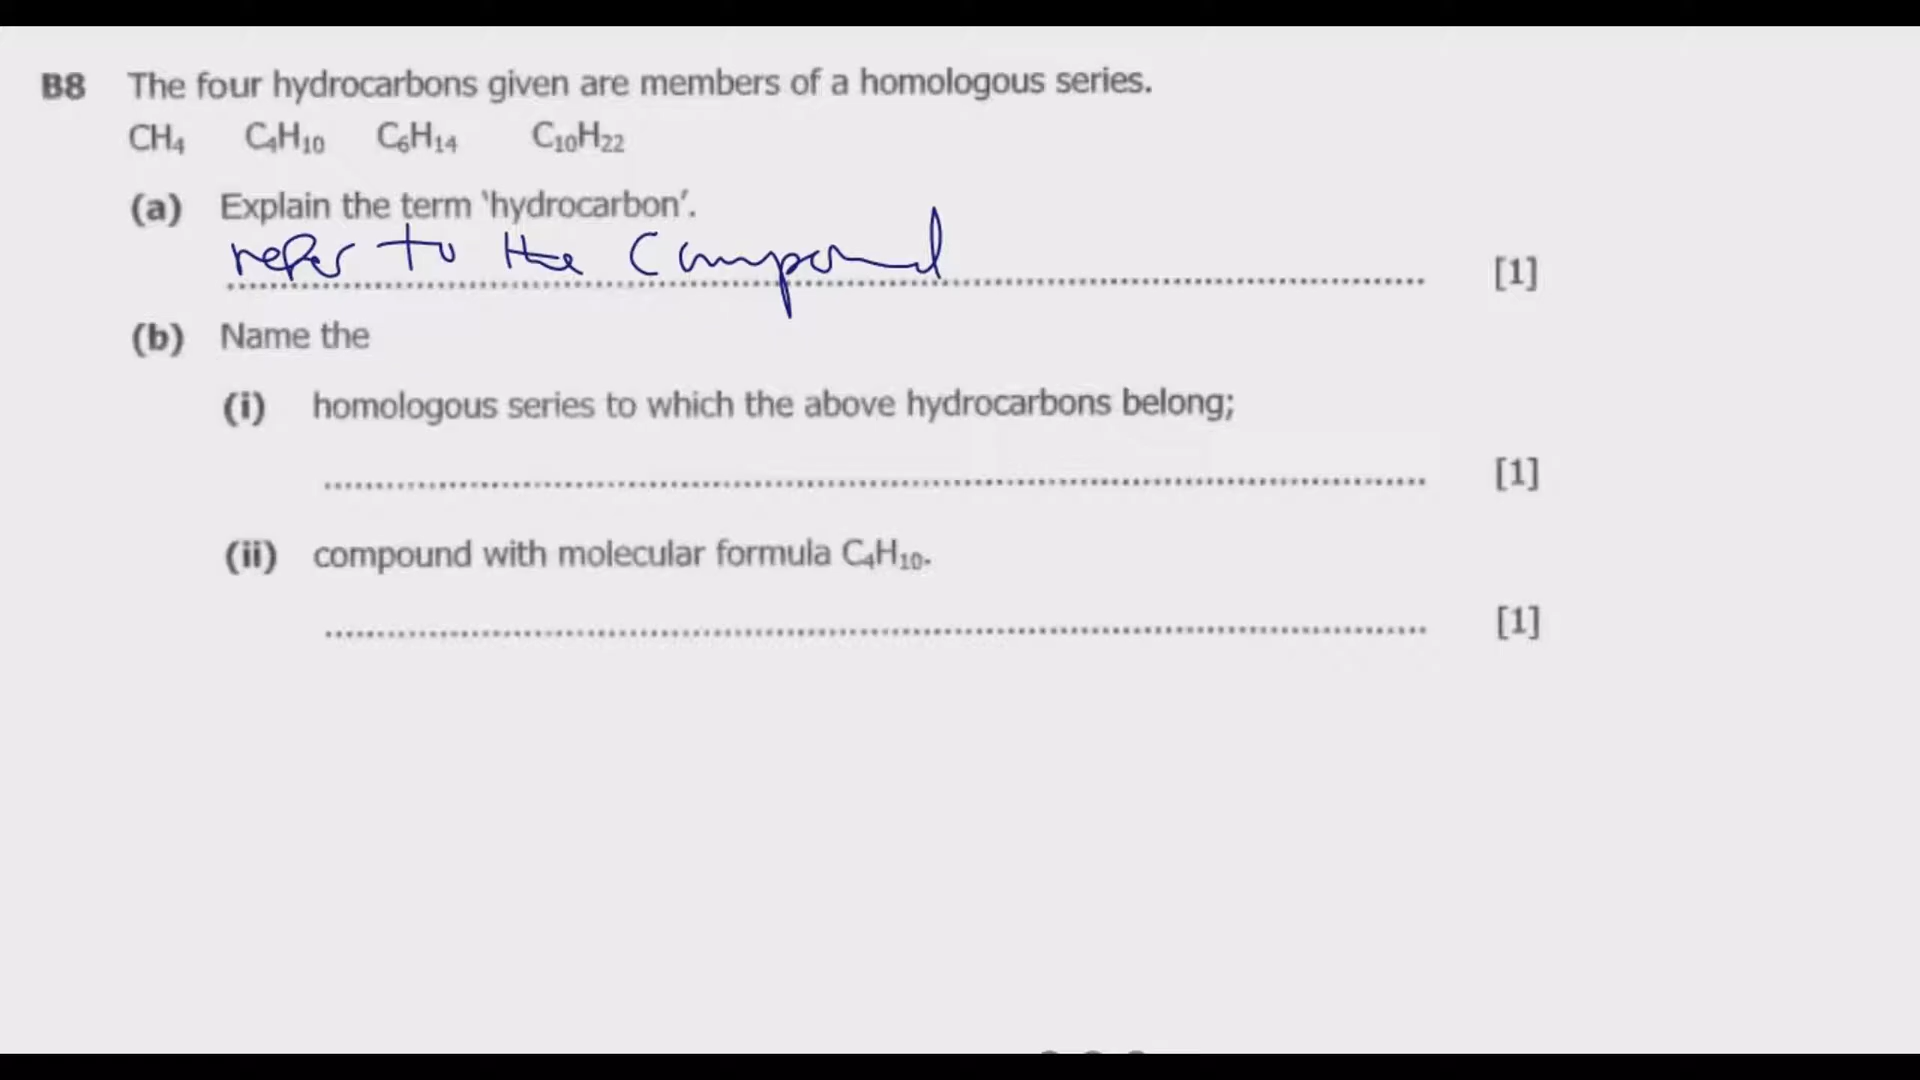 B8 The four hydrocarbons given are members of a homologous series.
CH₄ C₄H₁₀ C₆H₁₄ C₁₀H₂₂
(a) Explain the term 'hydrocarbon'.
refer to the Compound
[1]
(b) Name the
(i) homologous series to which the above hydrocarbons belong;
[1]
(ii) compound with molecular formula C₄H₁₀.
[1]